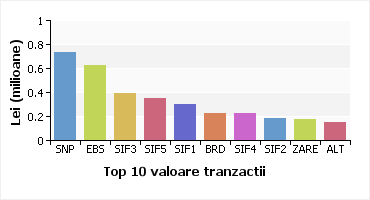 Lei (milioane)
1
0.8
0.6
0.4
0.2
0
SNP EBS SIF3 SIF5 SIF1 BRD SIF4 SIF2 ZARE ALT
Top 10 valoare tranzactii